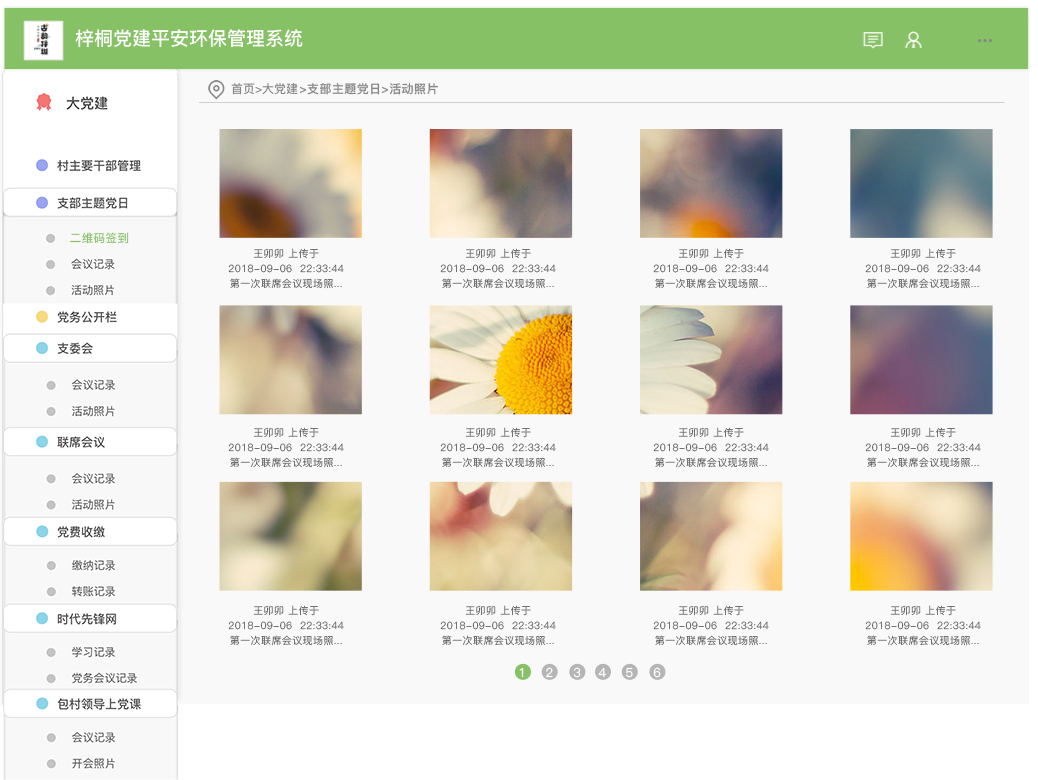 梓桐党建平安环保管理系统
大党建
村主要干部管理
支部主题党日
二维码签到
会议记录
活动照片
党务公开栏
支委会
会议记录
活动照片
联席会议
会议记录
活动照片
党费收缴
缴纳记录
转账记录
时代先锋网
学习记录
党务会议记录
包村领导上党课
会议记录
开会照片
首页>大党建>支部主题党日>活动照片
王卯卯 上传于
2018-09-06 22:33:44
第一次联席会议现场照...
王卯卯 上传于
2018-09-06 22:33:44
第一次联席会议现场照...
王卯卯 上传于
2018-09-06 22:33:44
第一次联席会议现场照...
王卯卯 上传于
2018-09-06 22:33:44
第一次联席会议现场照...
王卯卯 上传于
2018-09-06 22:33:44
第一次联席会议现场照...
王卯卯 上传于
2018-09-06 22:33:44
第一次联席会议现场照...
王卯卯 上传于
2018-09-06 22:33:44
第一次联席会议现场照...
王卯卯 上传于
2018-09-06 22:33:44
第一次联席会议现场照...
王卯卯 上传于
2018-09-06 22:33:44
第一次联席会议现场照...
王卯卯 上传于
2018-09-06 22:33:44
第一次联席会议现场照...
王卯卯 上传于
2018-09-06 22:33:44
第一次联席会议现场照...
王卯卯 上传于
2018-09-06 22:33:44
第一次联席会议现场照...
1 2 3 4 5 6